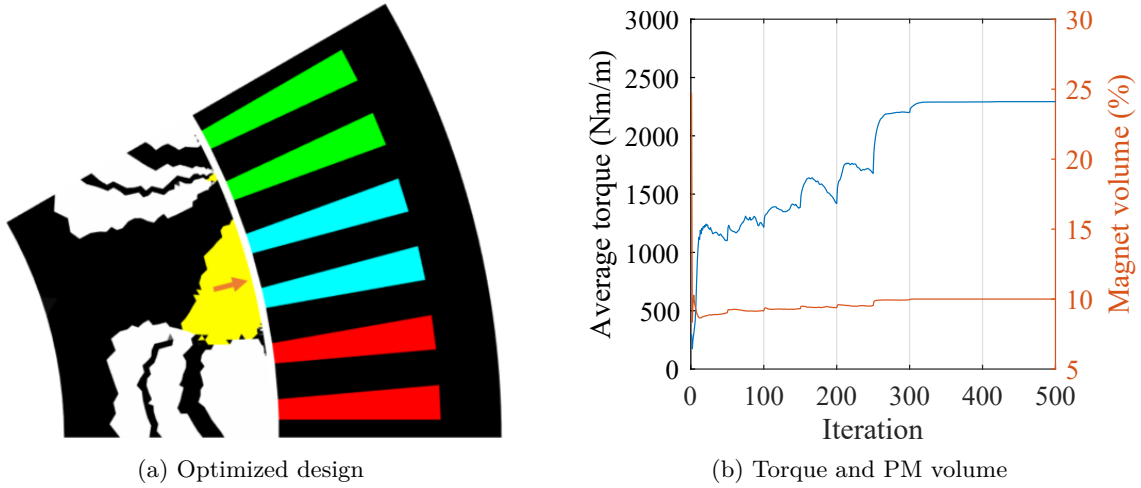 Average torque (Nm/m)
3000
2500
2000
1500
1000
500
0
0 100 200 300 400 500
Iteration
30
25
20
15
10
5
Magnet volume (%)
(a) Optimized design
(b) Torque and PM volume